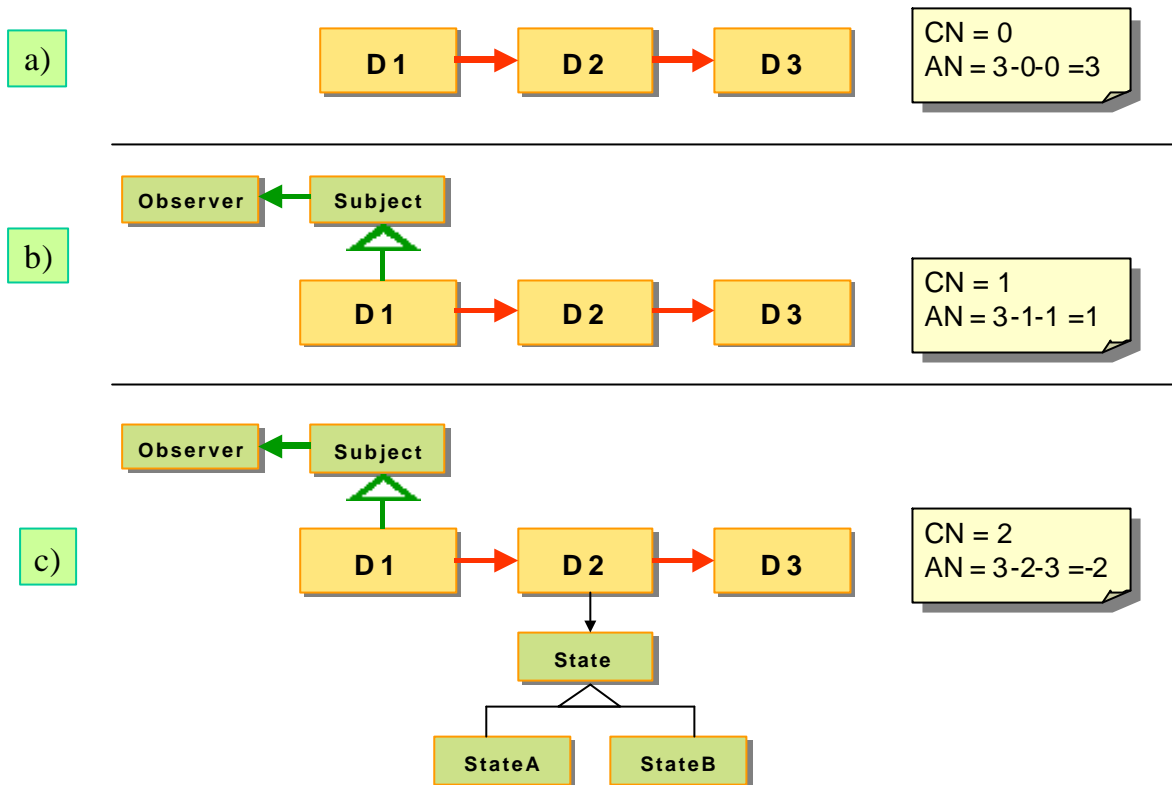 a)
D1
D2
D3
CN = 0
AN = 3-0-0 =3
Observer
Subject
b)
D1
D2
D3
CN = 1
AN = 3-1-1 =1
Observer
Subject
c)
D1
D2
D3
CN = 2
AN = 3-2-3 =-2
State
StateA
StateB